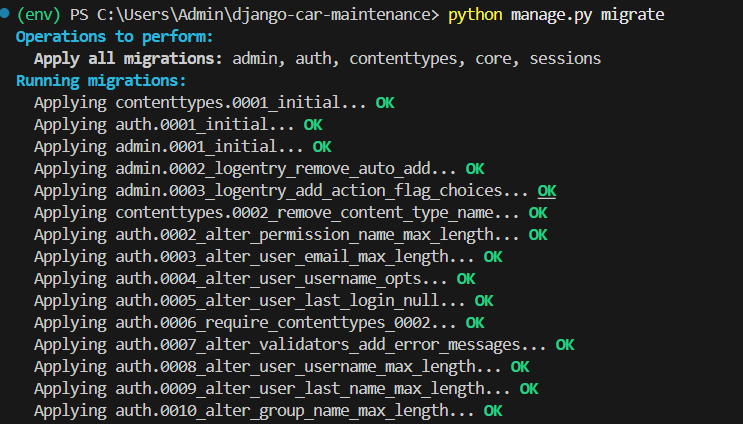 (env) PS C:\Users\Admin\django-car-maintenance> python manage.py migrate
Operations to perform:
  Apply all migrations: admin, auth, contenttypes, core, sessions
Running migrations:
  Applying contenttypes.0001_initial... OK
  Applying auth.0001_initial... OK
  Applying admin.0001_initial... OK
  Applying admin.0002_logentry_remove_auto_add... OK
  Applying admin.0003_logentry_add_action_flag_choices... OK
  Applying contenttypes.0002_remove_content_type_name... OK
  Applying auth.0002_alter_permission_name_max_length... OK
  Applying auth.0003_alter_user_email_max_length... OK
  Applying auth.0004_alter_user_username_opts... OK
  Applying auth.0005_alter_user_last_login_null... OK
  Applying auth.0006_require_contenttypes_0002... OK
  Applying auth.0007_alter_validators_add_error_messages... OK
  Applying auth.0008_alter_user_username_max_length... OK
  Applying auth.0009_alter_user_last_name_max_length... OK
  Applying auth.0010_alter_group_name_max_length... OK